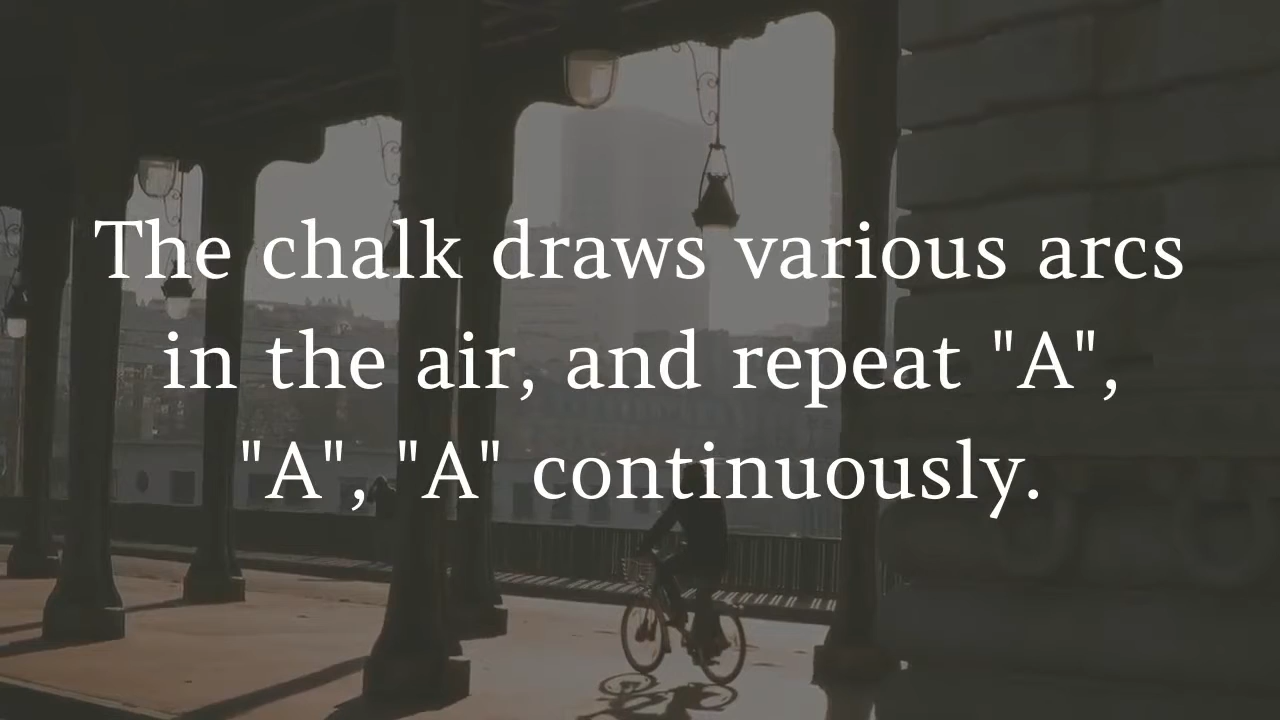 The chalk draws various arcs
in the air, and repeat "A",
"A", "A" continuously.